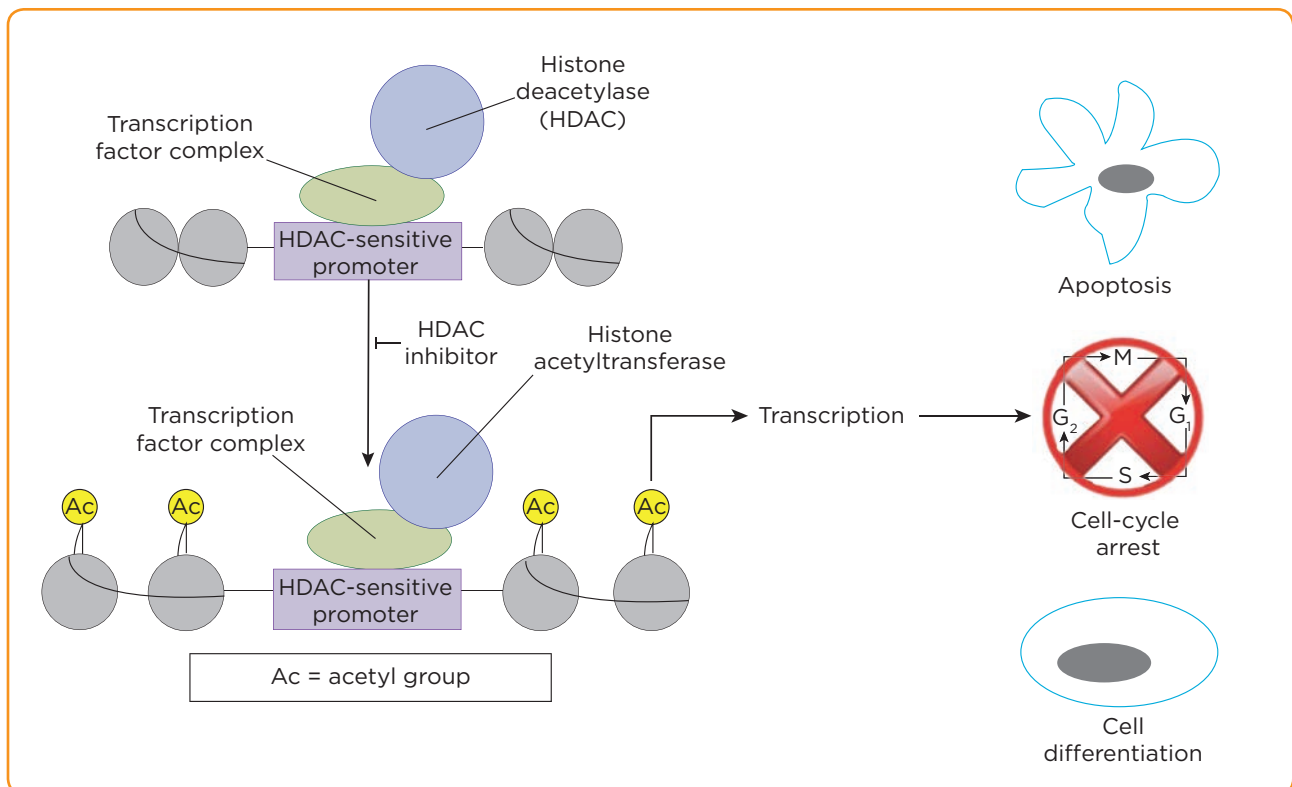 Histone
deacetylase
(HDAC)
Transcription
factor complex
HDAC-sensitive
promoter
HDAC
inhibitor
Histone
acetyltransferase
Transcription
factor complex
Ac
Ac
Ac
Ac
HDAC-sensitive
promoter
Ac = acetyl group
Transcription
Apoptosis
M
G₂
G₁
S
Cell-cycle
arrest
Cell
differentiation